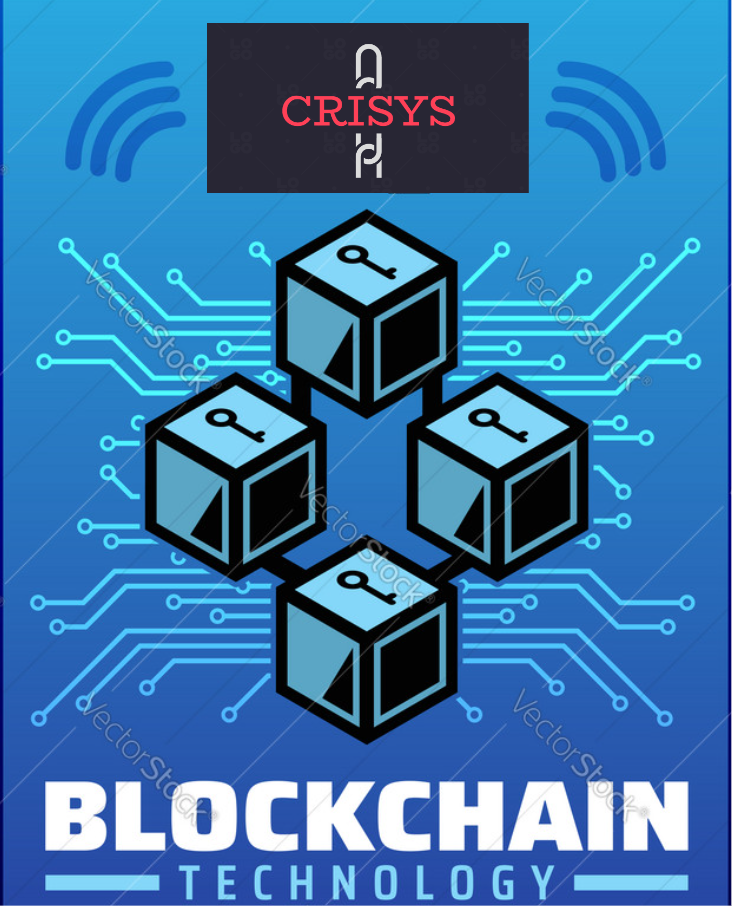 CRISYS
VectorStock®
VectorStock®
VectorStock®
VectorStock®
VectorStock®
BLOCKCHAIN
TECHNOLOGY